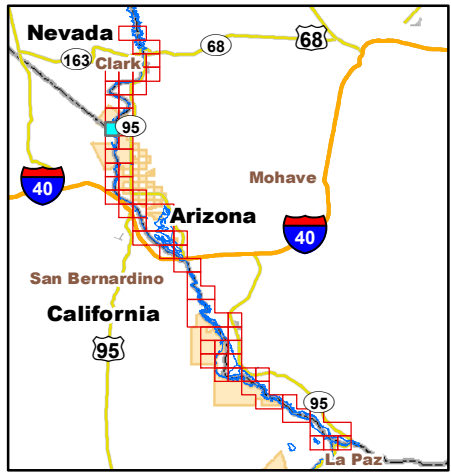 Nevada
68
68
163
Clark
95
Mohave
40
Arizona
40
San Bernardino
California
95
95
La Paz